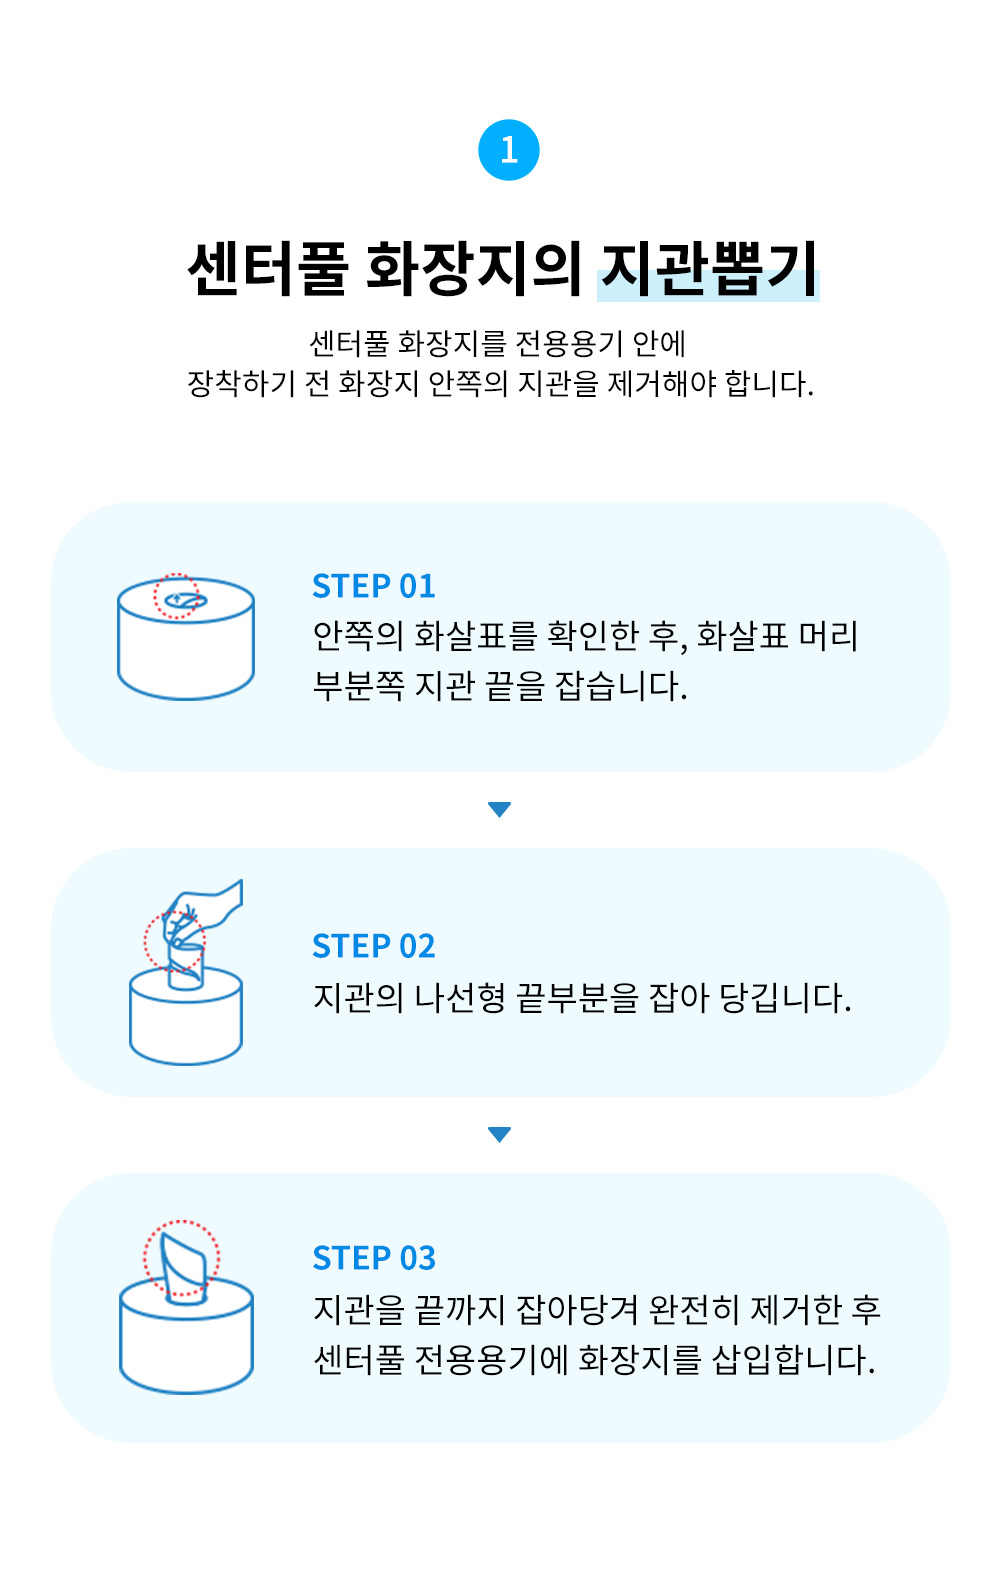 1
센터풀 화장지의 지관뽑기
센터풀 화장지를 전용용기 안에
장착하기 전 화장지 안쪽의 지관을 제거해야 합니다.
STEP 01
안쪽의 화살표를 확인한 후, 화살표 머리
부분쪽 지관 끝을 잡습니다.
STEP 02
지관의 나선형 끝부분을 잡아 당깁니다.
STEP 03
지관을 끝까지 잡아당겨 완전히 제거한 후
센터풀 전용용기에 화장지를 삽입합니다.